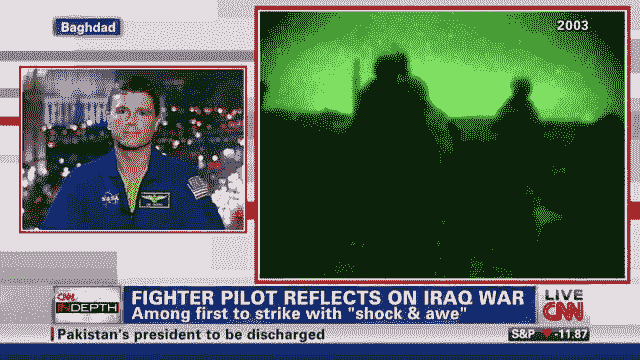 Baghdad
2003
NASA
CNN
IN DEPTH
FIGHTER PILOT REFLECTS ON IRAQ WAR
Among first to strike with "shock & awe"
LIVE
CNN
Pakistan's president to be discharged
S&P ▼ -11.87